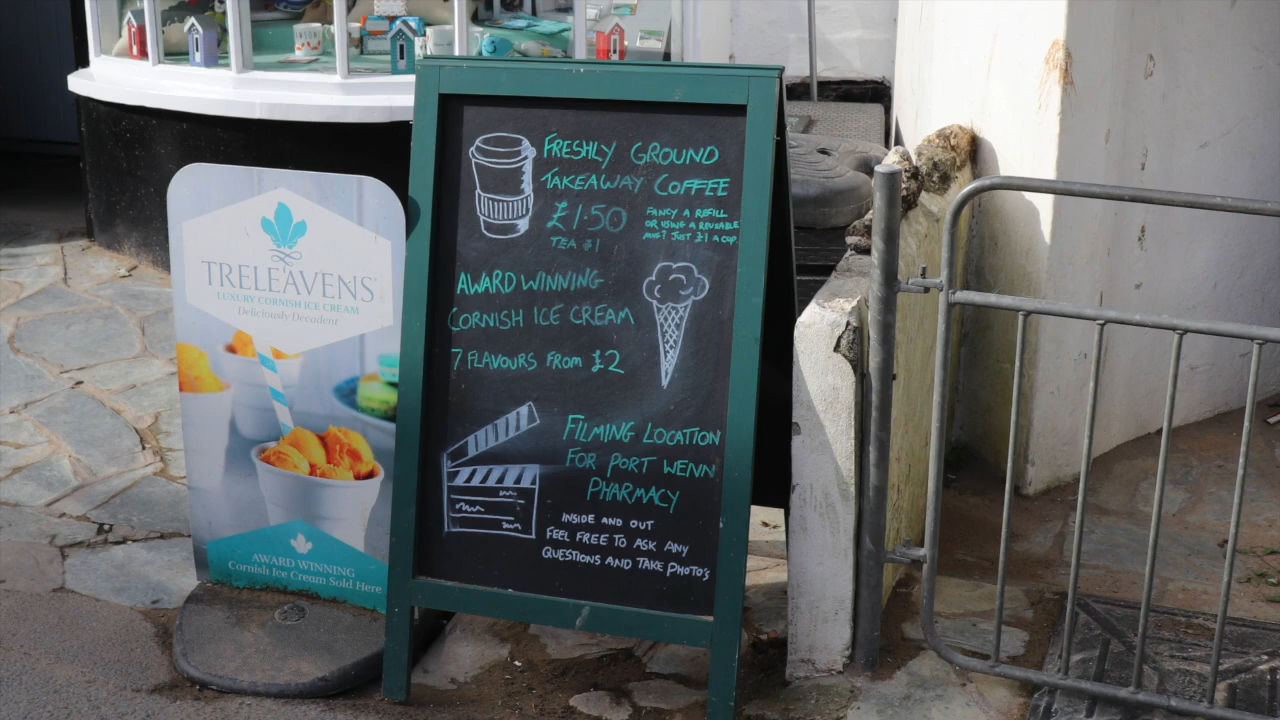 TRELEAVENS
LUXURY CORNISH ICE CREAM
Deliciously Decadent
AWARD WINNING
Cornish Ice Cream Sold Here
FRESHLY GROUND
TAKEAWAY COFFEE
£1.50
TEA £1
FANCY A REFILL
OR USING A REUSABLE
MUG? JUST £1 A CUP.
AWARD WINNING
CORNISH ICE CREAM
7 FLAVOURS FROM £2
FILMING LOCATION
FOR PORT WENN
PHARMACY
INSIDE AND OUT
FEEL FREE TO ASK ANY
QUESTIONS AND TAKE PHOTO'S